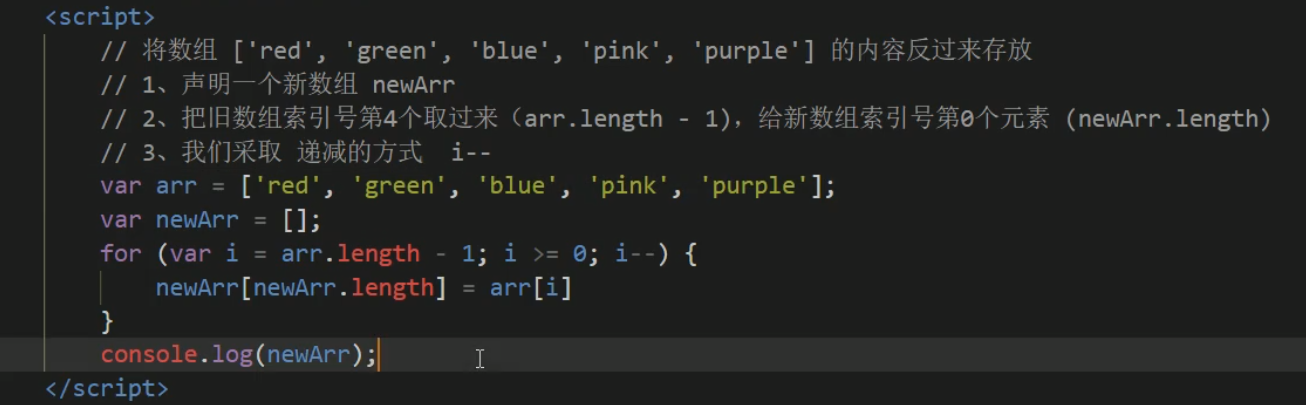 <script>
// 将数组 ['red', 'green', 'blue', 'pink', 'purple'] 的内容反过来存放
// 1、声明一个新数组 newArr
// 2、把旧数组索引号第4个取过来（arr.length - 1)，给新数组索引号第0个元素 (newArr.length)
// 3、我们采取 递减的方式  i--
var arr = ['red', 'green', 'blue', 'pink', 'purple'];
var newArr = [];
for (var i = arr.length - 1; i >= 0; i--) {
newArr[newArr.length] = arr[i]
}
console.log(newArr);
</script>